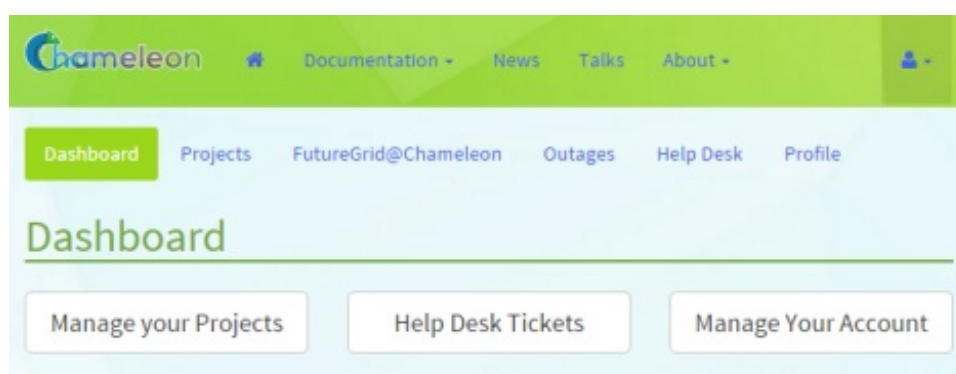 Chameleon Documentation News Talks About
Dashboard Projects FutureGrid@Chameleon Outages Help Desk Profile
Dashboard
Manage your Projects Help Desk Tickets Manage Your Account